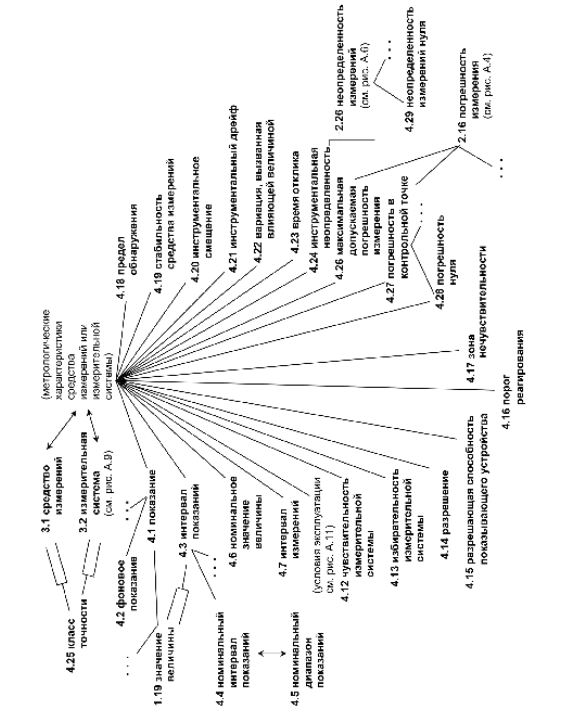 4.25 класс
точности
3.1 средство
измерений
3.2 измерительная
система
(см. рис. А.9)
(метрологические
характеристики
средства
измерений или
измерительной
системы)
4.2 фоновое
показание
. . .
4.1 показание
. . .
1.19 значение
величины
4.3 интервал
показаний
. . .
4.4 номинальный
интервал
показаний
4.5 номинальный
диапазон
показаний
4.6 номинальное
значение
величины
4.7 интервал
измерений
(условия эксплуатации
см. рис. А.11)
4.12 чувствительность
измерительной
системы
4.13 избирательность
измерительной
системы
4.14 разрешение
4.15 разрешающая способность
показывающего устройства
4.16 порог
реагирования
4.17 зона
нечувствительности
4.18 предел
обнаружения
4.19 стабильность
средства измерений
4.20 инструментальное
смещение
4.21 инструментальный дрейф
4.22 вариация, вызванная
влияющей величиной
4.23 время отклика
4.24 инструментальная
неопределенность
4.26 максимальная
допускаемая
погрешность
измерения
4.27 погрешность в
контрольной точке
. . .
4.28 погрешность
нуля
2.26 неопределенность
измерений
(см. рис. А.6)
. . .
4.29 неопределенность
измерений нуля
2.16 погрешность
измерения
(см. рис. А.4)
. . .